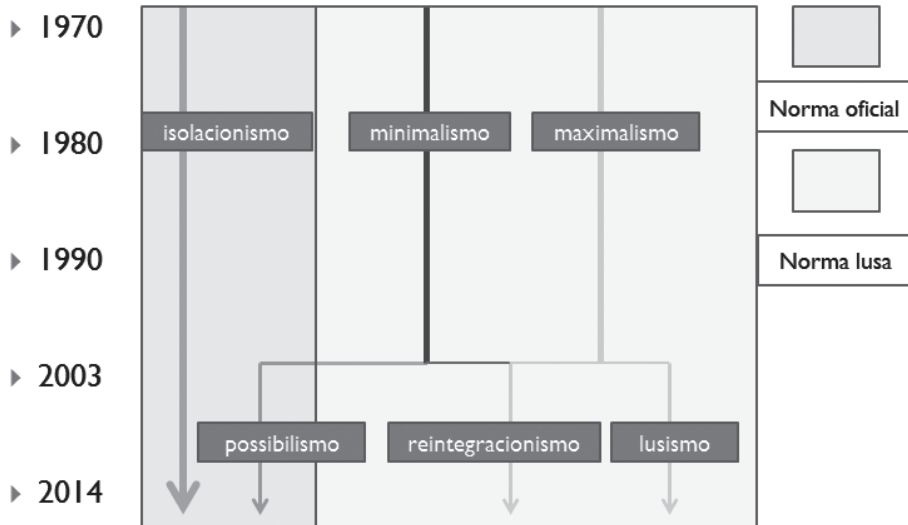 1970
Norma oficial
isolacionismo minimalismo maximalismo
1980
1990
Norma lusa
2003
possibilismo reintegracionismo lusismo
2014